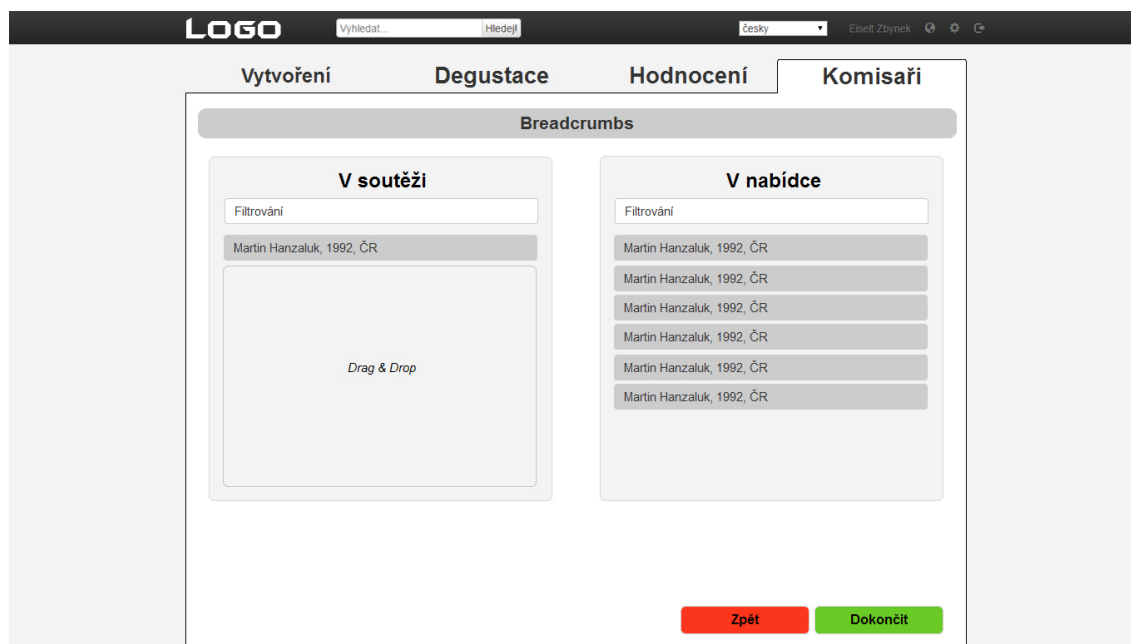 LOGO Vyhledat... Hledej! česky Eiselt Zbynek
Vytvoření Degustace Hodnocení Komisaři
Breadcrumbs
V soutěži
Filtrování
Martin Hanzaluk, 1992, ČR
Drag & Drop
V nabídce
Filtrování
Martin Hanzaluk, 1992, ČR
Martin Hanzaluk, 1992, ČR
Martin Hanzaluk, 1992, ČR
Martin Hanzaluk, 1992, ČR
Martin Hanzaluk, 1992, ČR
Martin Hanzaluk, 1992, ČR
Zpět Dokončit